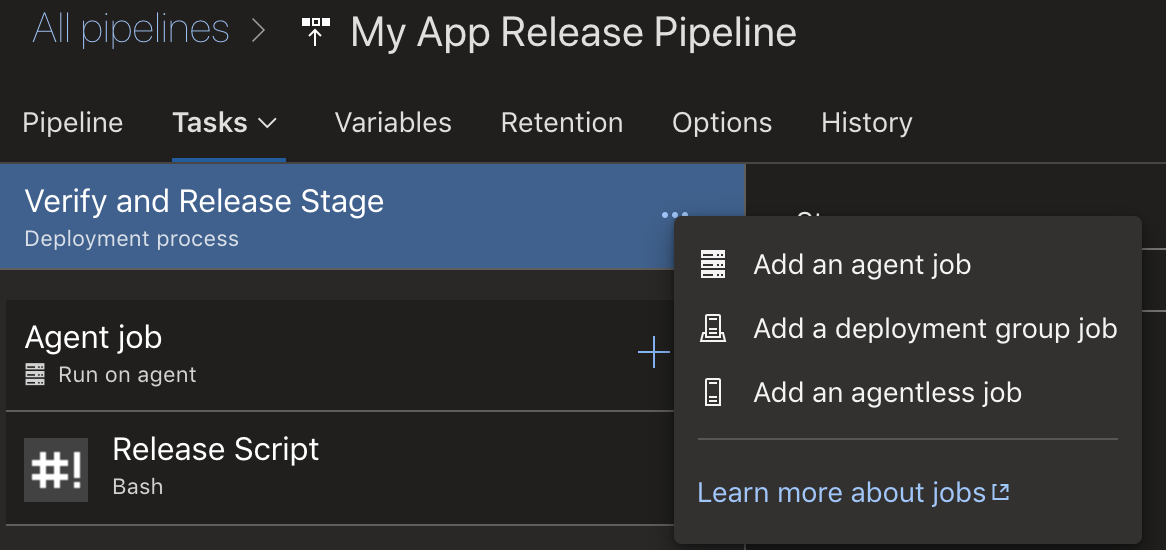 All pipelines > My App Release Pipeline
Pipeline Tasks Variables Retention Options History
Verify and Release Stage
Deployment process
Add an agent job
Add a deployment group job
Add an agentless job
Learn more about jobs
Agent job
Run on agent
#! Release Script
Bash